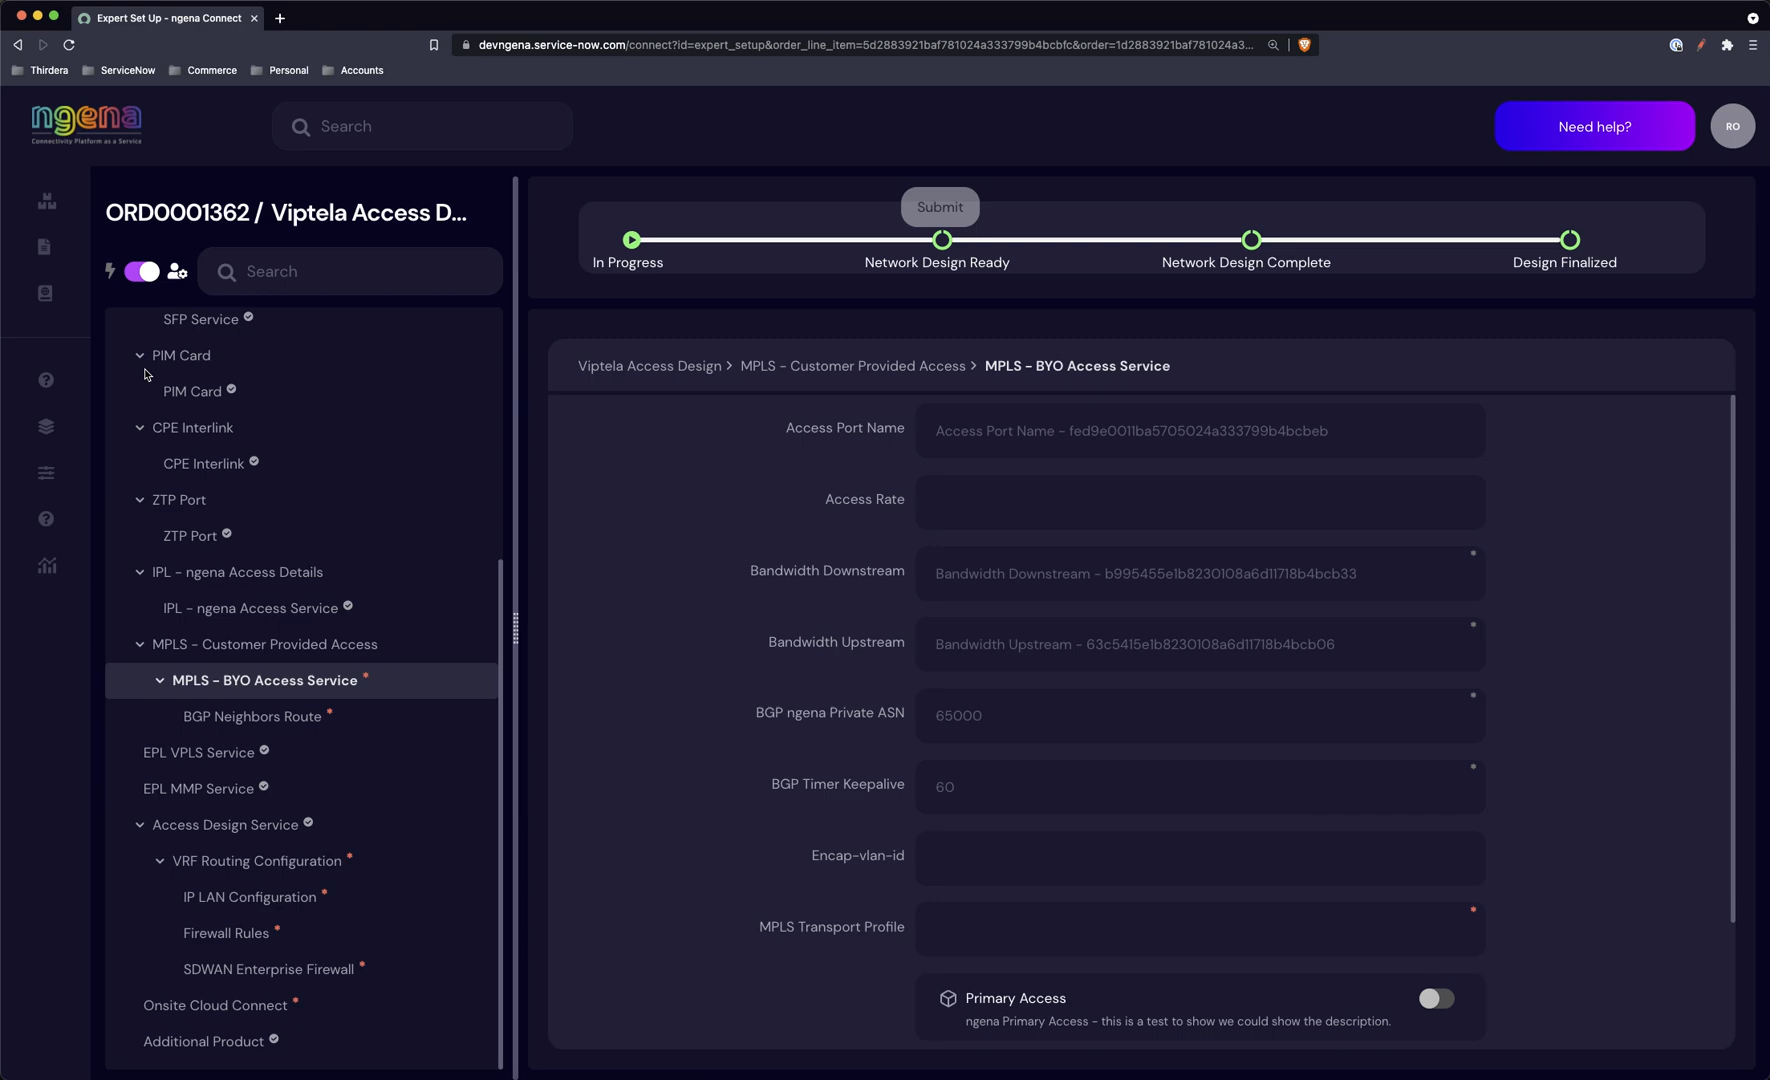 Expert Set Up - ngena Connect
devngena.service-now.com/connect?id=expert_setup&order_line_item=5d2883921baf781024a333799b4bcbfc&order=1d2883921baf781024a3...
Thirdera
ServiceNow
Commerce
Personal
Accounts
ngena
Connectivity Platform as a Service
Search
Need help?
RO
ORD0001362 / Viptela Access D...
Search
SFP Service
PIM Card
PIM Card
CPE Interlink
CPE Interlink
ZTP Port
ZTP Port
IPL - ngena Access Details
IPL - ngena Access Service
MPLS - Customer Provided Access
MPLS - BYO Access Service *
BGP Neighbors Route *
EPL VPLS Service
EPL MMP Service
Access Design Service
VRF Routing Configuration *
IP LAN Configuration *
Firewall Rules *
SDWAN Enterprise Firewall *
Onsite Cloud Connect *
Additional Product
Submit
In Progress
Network Design Ready
Network Design Complete
Design Finalized
Viptela Access Design > MPLS - Customer Provided Access > MPLS - BYO Access Service
Access Port Name
Access Port Name - fed9e0011ba5705024a333799b4bcbeb
Access Rate
Bandwidth Downstream
Bandwidth Downstream - b995455e1b8230108a6d11718b4bcb33 *
Bandwidth Upstream
Bandwidth Upstream - 63c5415e1b8230108a6d11718b4bcb06 *
BGP ngena Private ASN
65000 *
BGP Timer Keepalive
60 *
Encap-vlan-id
MPLS Transport Profile *
Primary Access
ngena Primary Access - this is a test to show we could show the description.